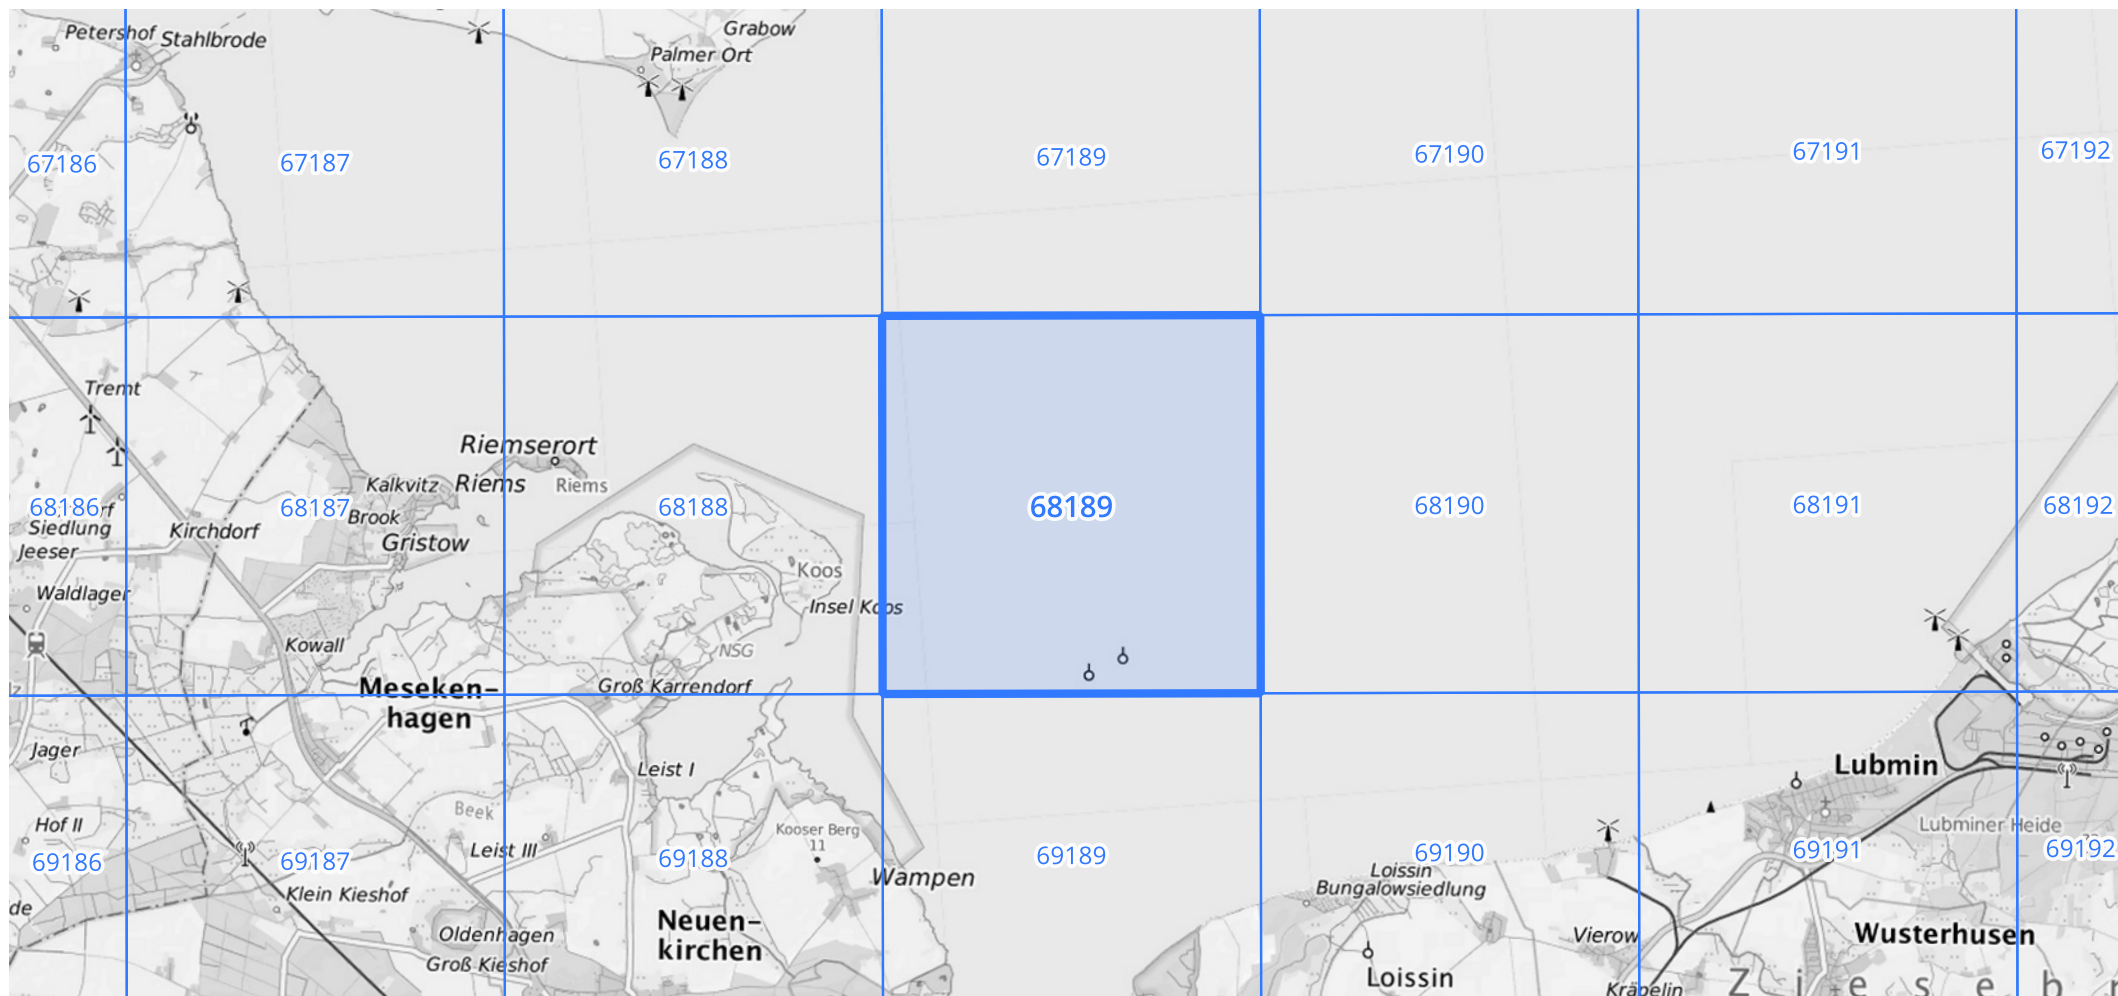 Petershof
Stahlbrode
Grabow
Palmer Ort
67186
67187
67188
67189
67190
67191
67192
Tremt
Riemserort
Kalkvitz
Riems
Riems
68186
68187
68188
68189
68190
68191
68192
Siedlung
Brook
Kirchdorf
Jeeser
Gristow
Koos
Waldlager
Insel Koos
Kowall
NSG
Groß Karrendorf
Meseken-
hagen
Jager
Leist I
Lubmin
Beek
Hof II
Kooser Berg
11
Lubminer Heide
Leist III
69186
69187
69188
69189
69190
69191
69192
Loissin
Bungalowsiedlung
Wampen
Klein Kieshof
de
Neuen-
kirchen
Oldenhagen
Vierow
Wusterhusen
Groß Kieshof
Loissin
Kräpelin
Z i e s e b r